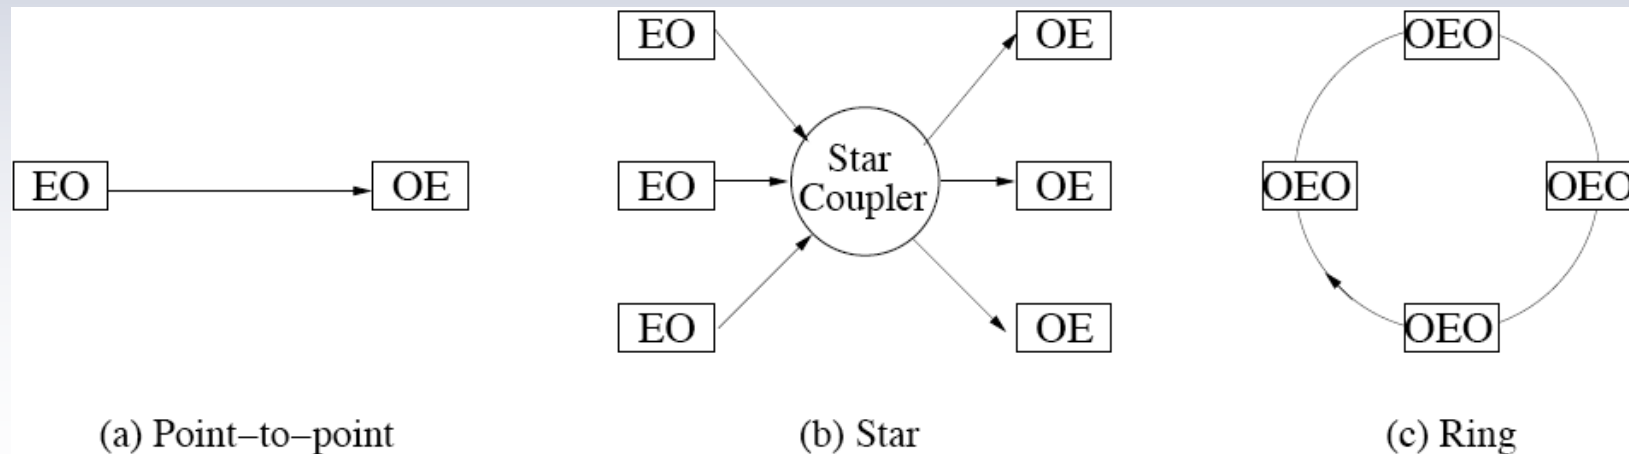 EO
OE
(a) Point–to–point
EO
EO
EO
Star
Coupler
OE
OE
OE
(b) Star
OEO
OEO
OEO
OEO
(c) Ring